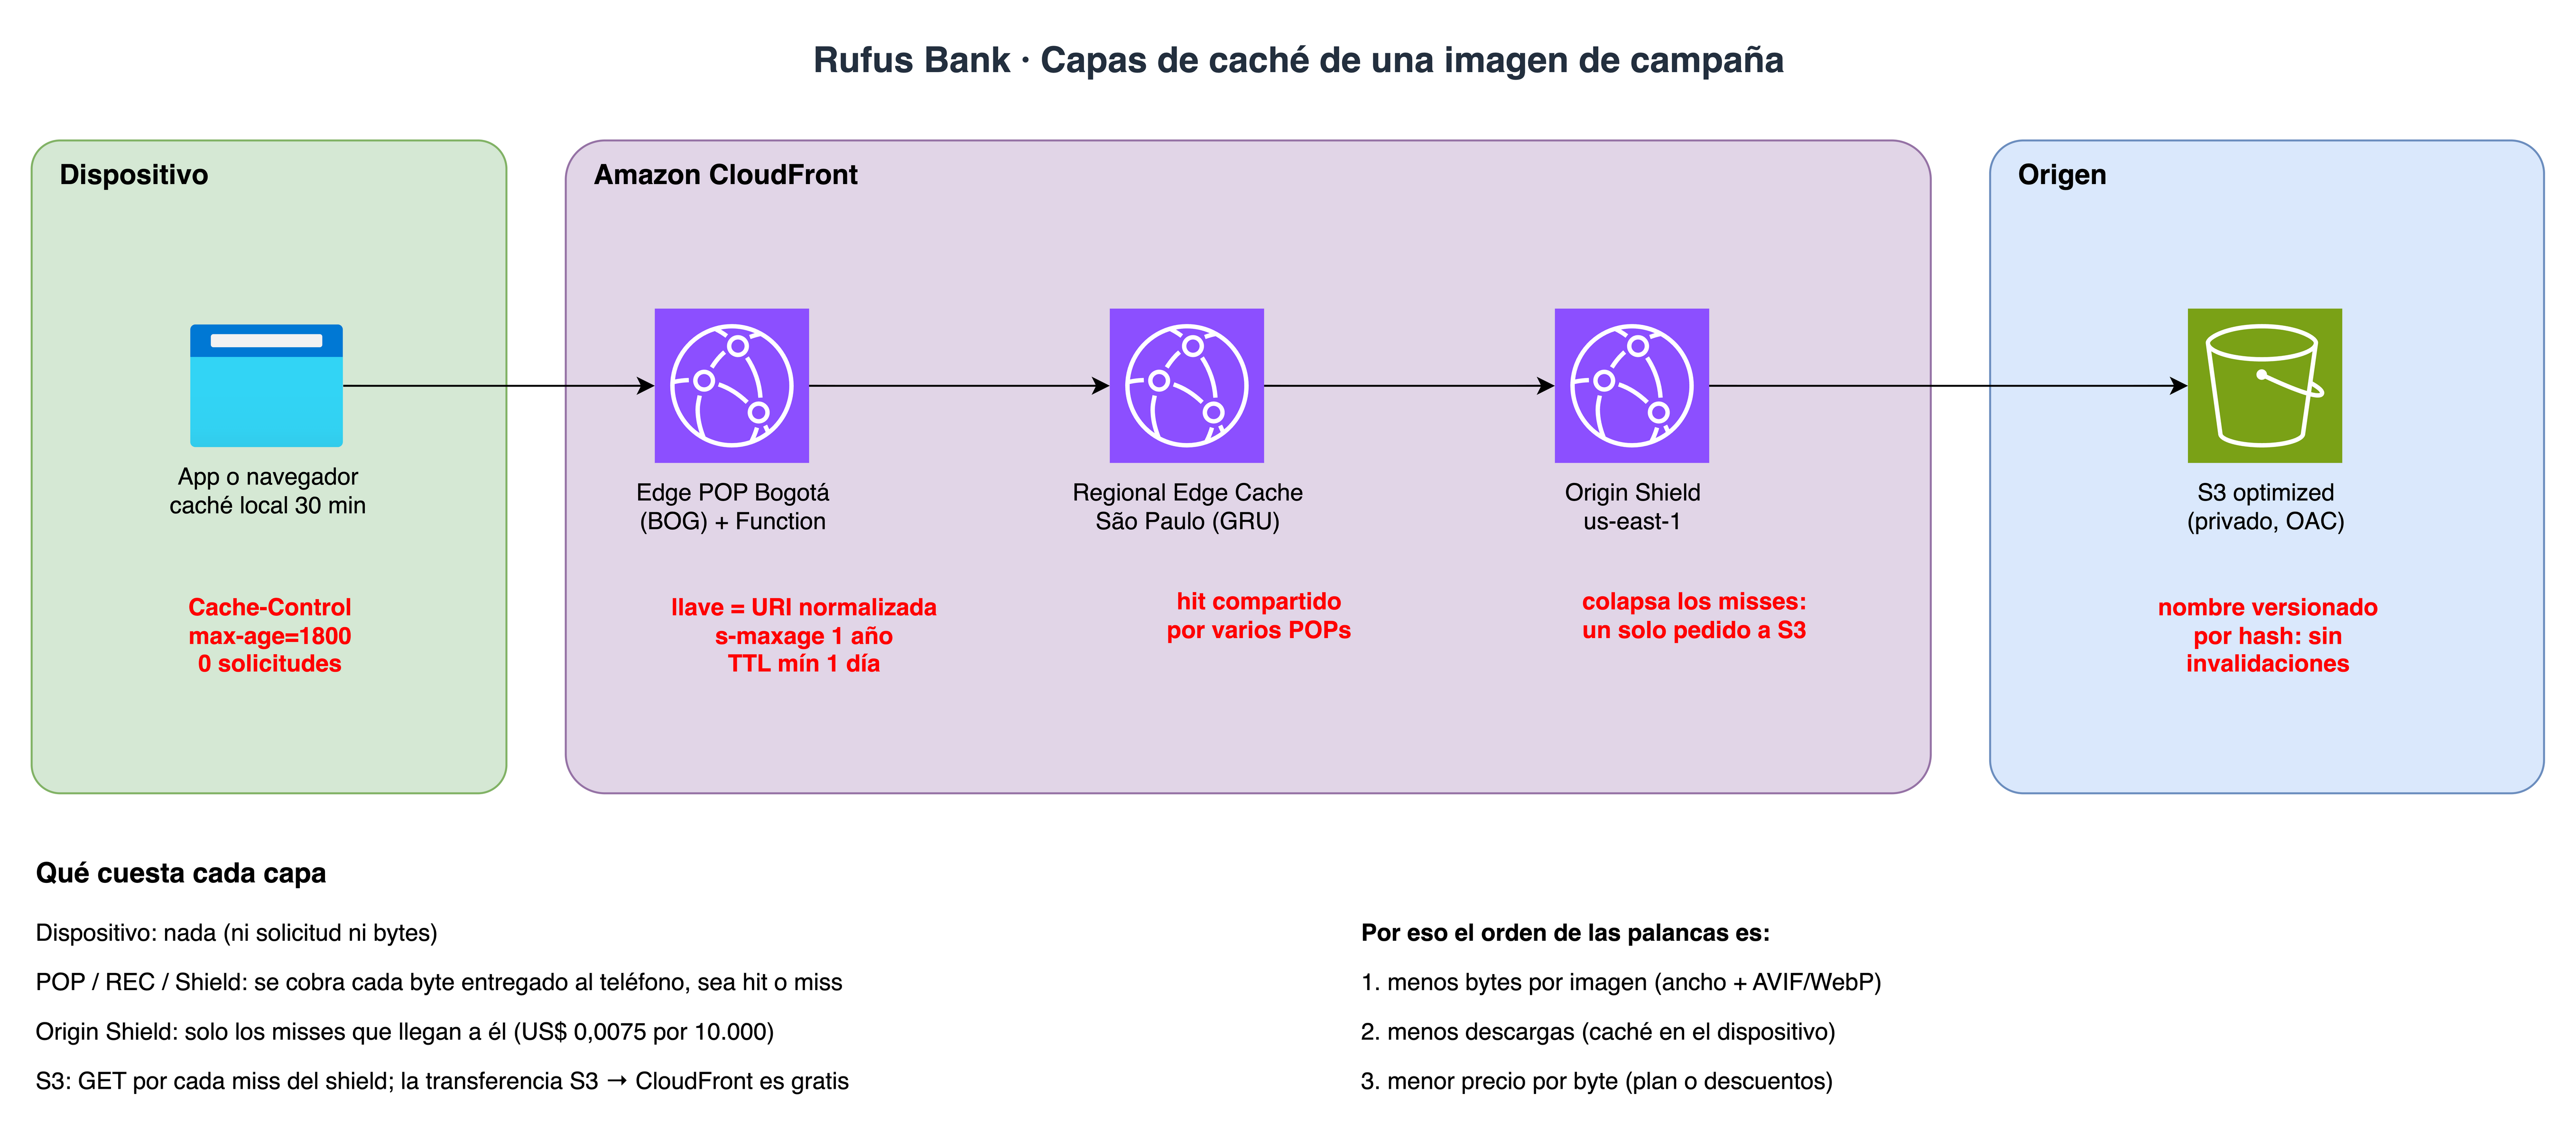 Rufus Bank · Capas de caché de una imagen de campaña
Dispositivo
App o navegador
caché local 30 min
Cache-Control
max-age=1800
0 solicitudes
Amazon CloudFront
Edge POP Bogotá
(BOG) + Function
llave = URI normalizada
s-maxage 1 año
TTL mín 1 día
Regional Edge Cache
São Paulo (GRU)
hit compartido
por varios POPs
Origin Shield
us-east-1
colapsa los misses:
un solo pedido a S3
Origen
S3 optimized
(privado, OAC)
nombre versionado
por hash: sin
invalidaciones
Qué cuesta cada capa
Dispositivo: nada (ni solicitud ni bytes)
POP / REC / Shield: se cobra cada byte entregado al teléfono, sea hit o miss
Origin Shield: solo los misses que llegan a él (US$ 0,0075 por 10.000)
S3: GET por cada miss del shield; la transferencia S3 → CloudFront es gratis
Por eso el orden de las palancas es:
1. menos bytes por imagen (ancho + AVIF/WebP)
2. menos descargas (caché en el dispositivo)
3. menor precio por byte (plan o descuentos)